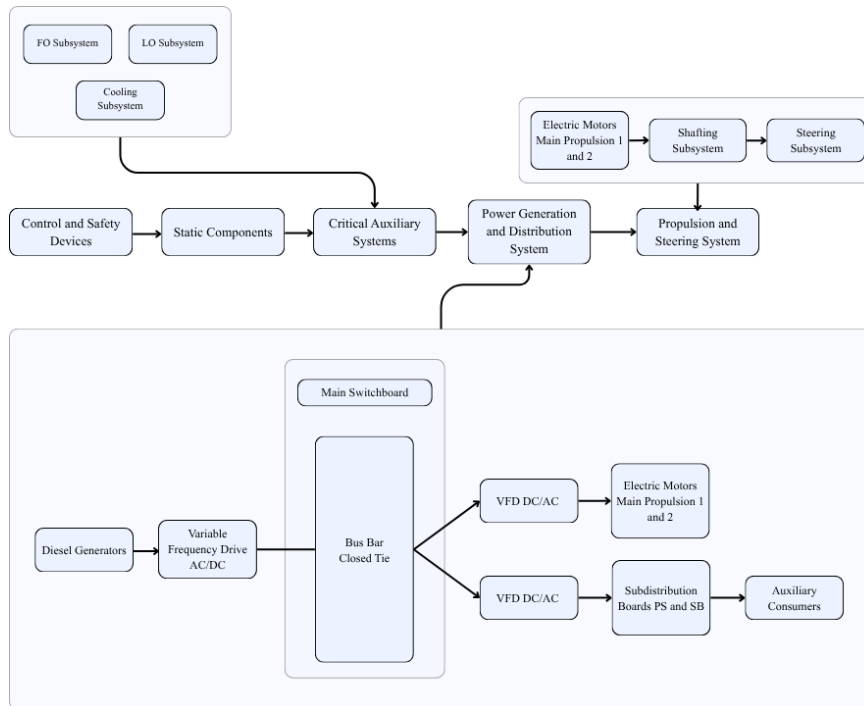 FO Subsystem
LO Subsystem
Cooling
Subsystem
Electric Motors
Main Propulsion 1
and 2
Shafting
Subsystem
Steering
Subsystem
Control and Safety
Devices
Static Components
Critical Auxiliary
Systems
Power Generation
and Distribution
System
Propulsion and
Steering System
Main Switchboard
Diesel Generators
Variable
Frequency Drive
AC/DC
Bus Bar
Closed Tie
VFD DC/AC
Electric Motors
Main Propulsion 1
and 2
VFD DC/AC
Subdistribution
Boards PS and SB
Auxiliary
Consumers